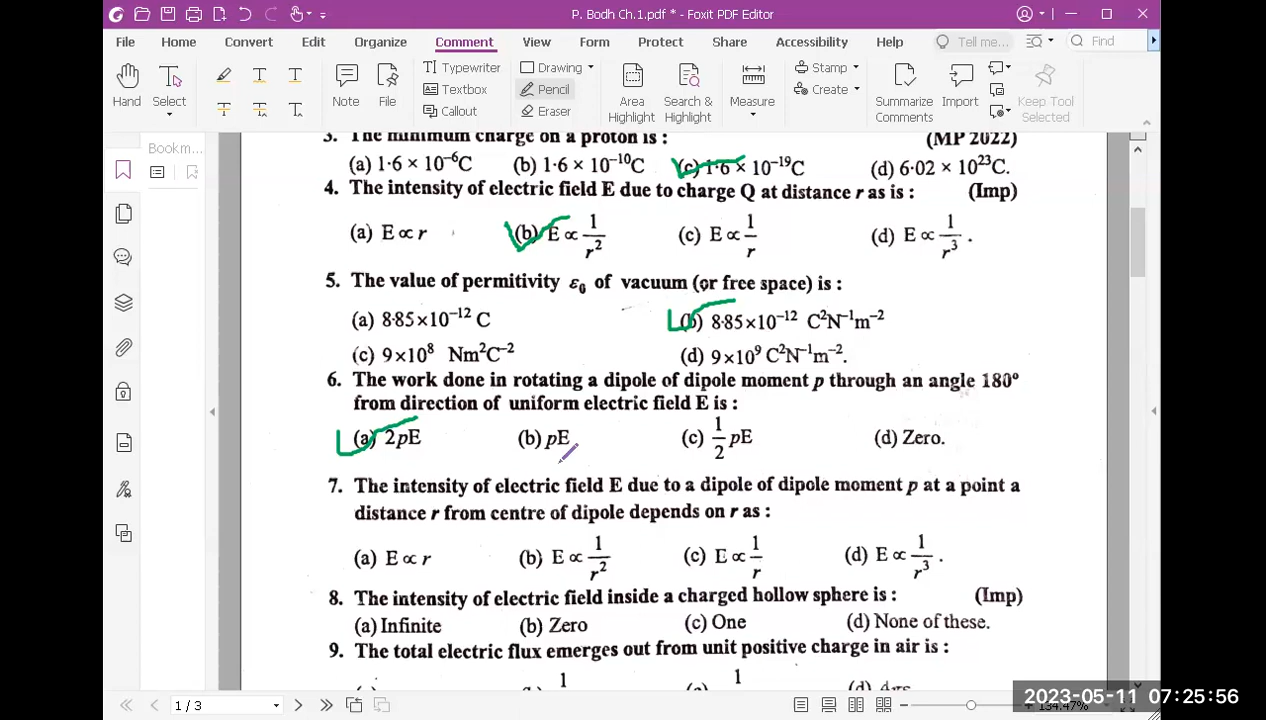 P. Bodh Ch.1.pdf * - Foxit PDF Editor
File Home Convert Edit Organize Comment View Form Protect Share Accessibility Help Tell me... Find
Hand Select Typewriter Textbox Callout Note File Drawing Pencil Eraser Area Highlight Search & Highlight Measure Stamp Create Summarize Comments Import Keep Tool Selected
Bookm...
3. The minimum charge on a proton is : (MP 2022)
(a) 1·6 × 10⁻⁶C (b) 1·6 × 10⁻¹⁰C (c) 1·6 × 10⁻¹⁹C (d) 6·02 × 10²³C.
4. The intensity of electric field E due to charge Q at distance r as is : (Imp)
(a) E ∝ r (b) E ∝ 1/r² (c) E ∝ 1/r (d) E ∝ 1/r³ .
5. The value of permitivity ε₀ of vacuum (or free space) is :
(a) 8·85×10⁻¹² C (b) 8·85×10⁻¹² C²N⁻¹m⁻²
(c) 9×10⁸ Nm²C⁻² (d) 9×10⁹ C²N⁻¹m⁻².
6. The work done in rotating a dipole of dipole moment p through an angle 180°
from direction of uniform electric field E is :
(a) 2pE (b) pE (c) 1/2 pE (d) Zero.
7. The intensity of electric field E due to a dipole of dipole moment p at a point a
distance r from centre of dipole depends on r as :
(a) E ∝ r (b) E ∝ 1/r² (c) E ∝ 1/r (d) E ∝ 1/r³ .
8. The intensity of electric field inside a charged hollow sphere is : (Imp)
(a) Infinite (b) Zero (c) One (d) None of these.
9. The total electric flux emerges out from unit positive charge in air is :
1 / 3
2023-05-11 07:25:56
134.47%